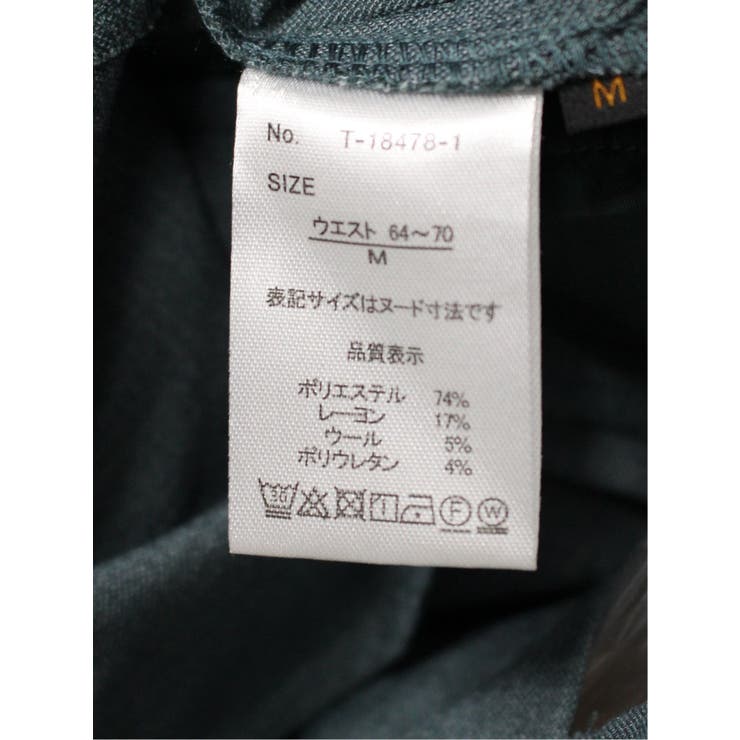 No. T-18478-1
SIZE
ウエスト 64～70
M
表記サイズはヌード寸法です
品質表示
ポリエステル 74%
レーヨン 17%
ウール 5%
ポリウレタン 4%
30 F W
M